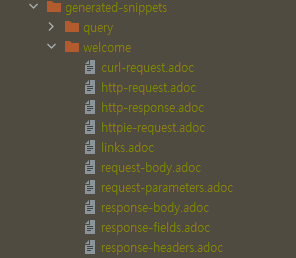 generated-snippets
query
welcome
curl-request.adoc
http-request.adoc
http-response.adoc
httpie-request.adoc
links.adoc
request-body.adoc
request-parameters.adoc
response-body.adoc
response-fields.adoc
response-headers.adoc